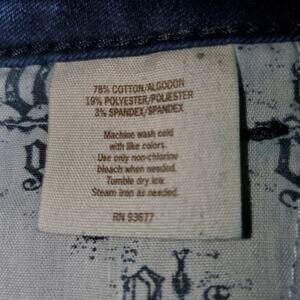 78% COTTON/ALGODON
19% POLYESTER/POLIESTER
3% SPANDEX/SPANDEX
Machine wash cold
with like colors.
Use only non-chlorine
bleach when needed.
Tumble dry low.
Steam iron as needed.
RN 93677